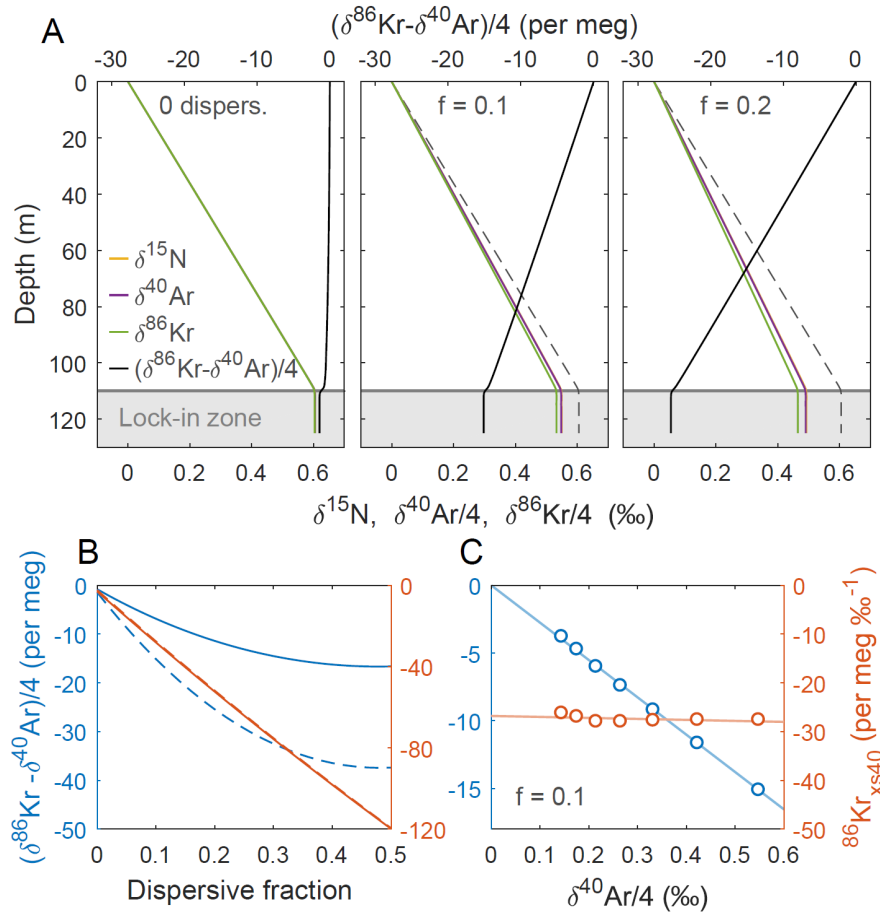 A
(δ⁸⁶Kr-δ⁴⁰Ar)/4 (per meg)
-30 -20 -10 0 -30 -20 -10 0 -30 -20 -10 0
0 dispers. f = 0.1 f = 0.2
0
20
40
60
80
100
120
Depth (m)
δ¹⁵N
δ⁴⁰Ar
δ⁸⁶Kr
(δ⁸⁶Kr-δ⁴⁰Ar)/4
Lock-in zone
0 0.2 0.4 0.6 0 0.2 0.4 0.6 0 0.2 0.4 0.6
δ¹⁵N, δ⁴⁰Ar/4, δ⁸⁶Kr/4 (‰)
B
(δ⁸⁶Kr -δ⁴⁰Ar)/4 (per meg)
0
-10
-20
-30
-40
-50
0
-40
-80
-120
0 0.1 0.2 0.3 0.4 0.5
Dispersive fraction
C
0
-5
-10
-15
f = 0.1
0
-10
-20
-30
-40
-50
⁸⁶Krxs40 (per meg ‰⁻¹)
0 0.1 0.2 0.3 0.4 0.5 0.6
δ⁴⁰Ar/4 (‰)